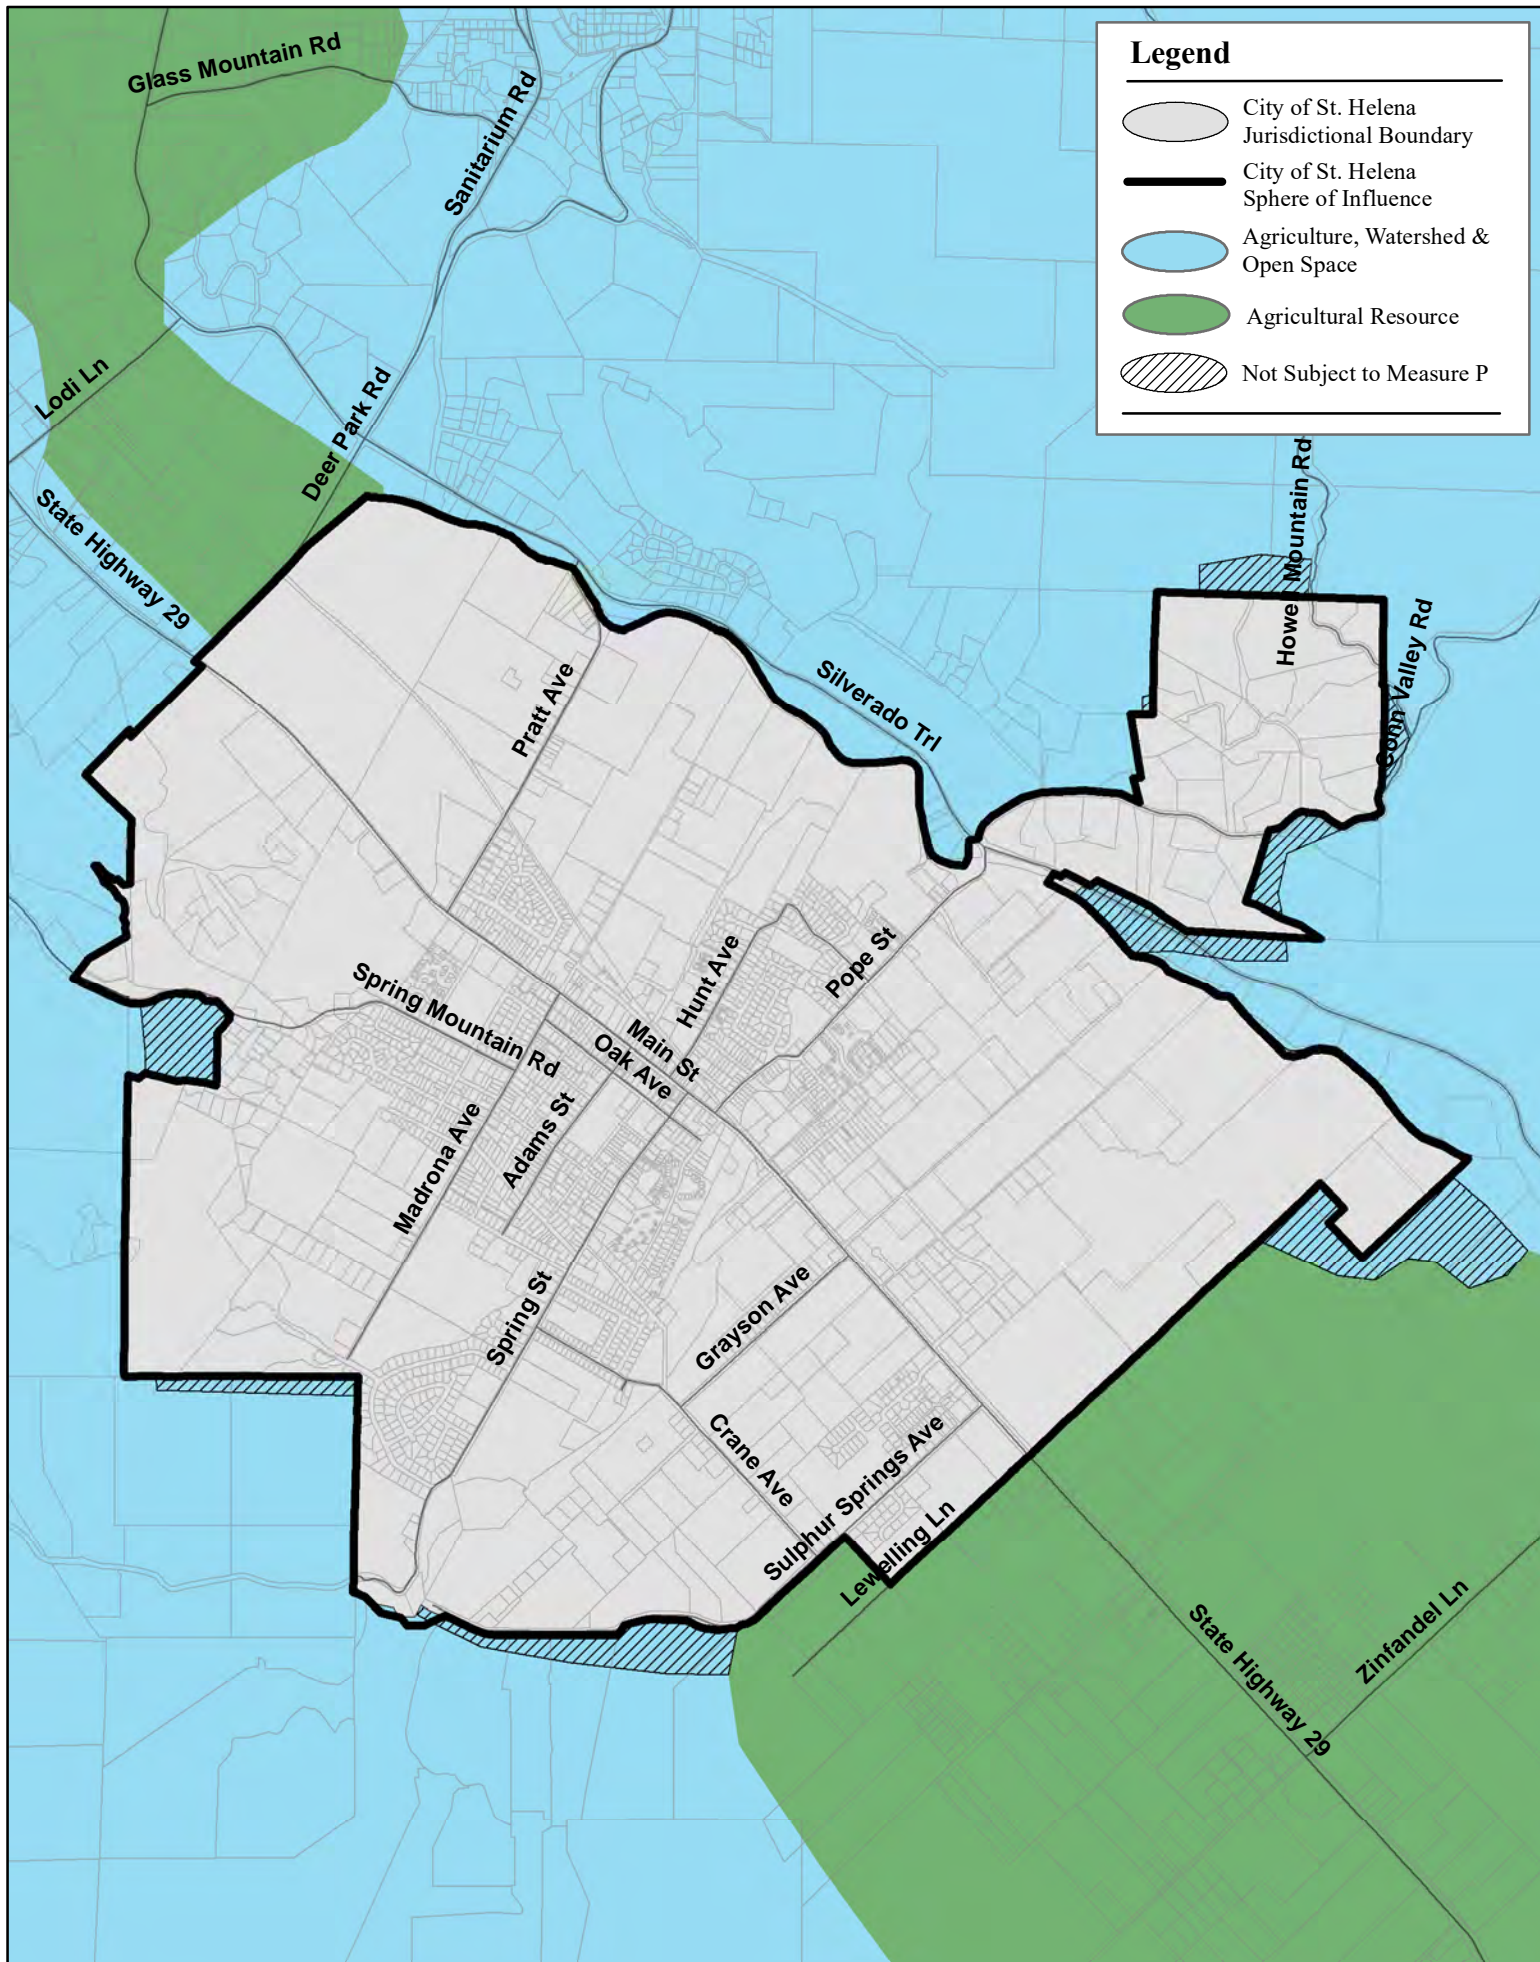 Legend
City of St. Helena
Jurisdictional Boundary
City of St. Helena
Sphere of Influence
Agriculture, Watershed &
Open Space
Agricultural Resource
Not Subject to Measure P
Glass Mountain Rd
Sanitarium Rd
Lodi Ln
Deer Park Rd
State Highway 29
Howell Mountain Rd
Conn Valley Rd
Pratt Ave
Silverado Trl
Hunt Ave
Pope St
Spring Mountain Rd
Main St
Oak Ave
Madrona Ave
Adams St
Spring St
Grayson Ave
Crane Ave
Sulphur Springs Ave
Lewelling Ln
State Highway 29
Zinfandel Ln